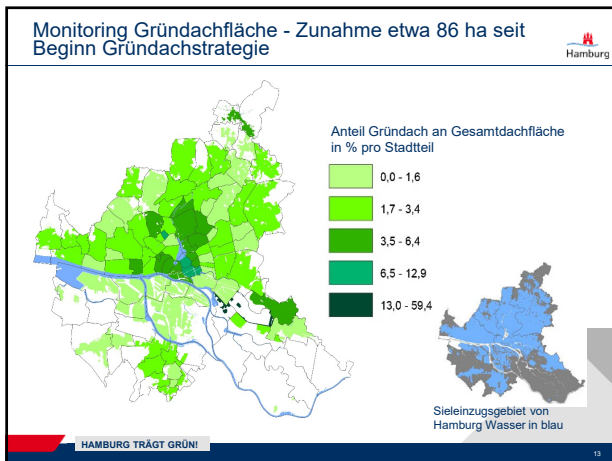 Monitoring Gründachfläche - Zunahme etwa 86 ha seit
Beginn Gründachstrategie
Hamburg
Anteil Gründach an Gesamtdachfläche
in % pro Stadtteil
0,0 - 1,6
1,7 - 3,4
3,5 - 6,4
6,5 - 12,9
13,0 - 59,4
Sieleinzugsgebiet von
Hamburg Wasser in blau
HAMBURG TRÄGT GRÜN!
13